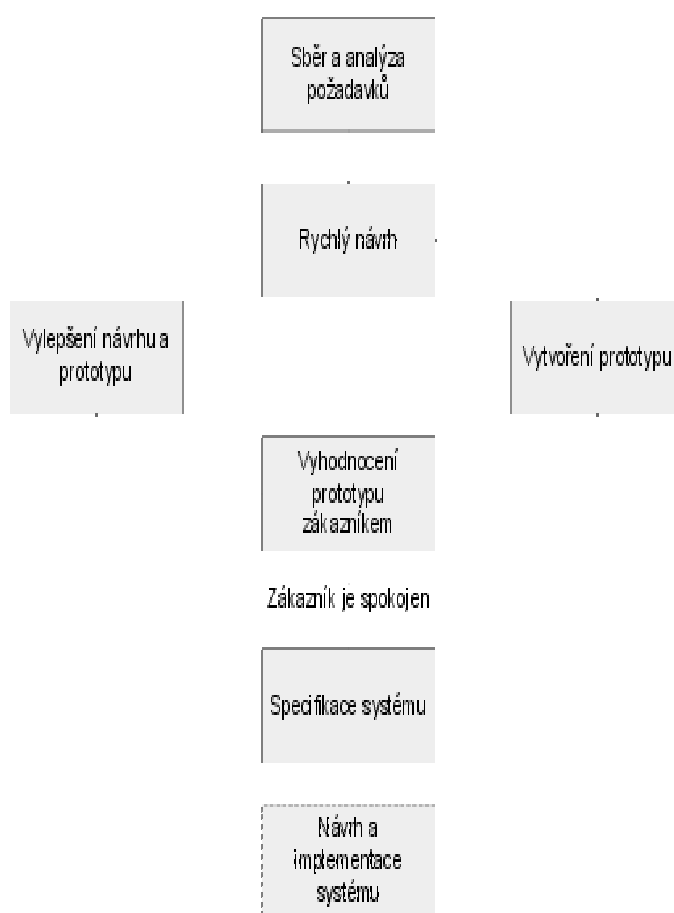 Sběr a analýza
požadavků
Rychlý návrh
Vylepšení návrhu a
prototypu
Vytvoření prototypu
Vyhodnocení
prototypu
zákazníkem
Zákazník je spokojen
Specifikace systému
Návrh a
implementace
systému